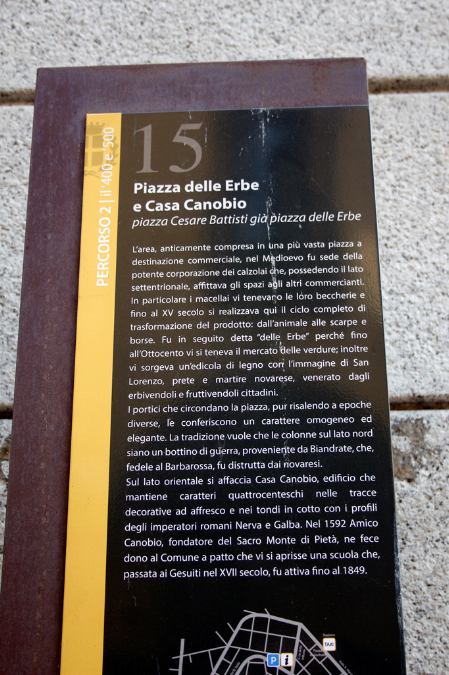 PERCORSO 2 | il '400 e '500
15
Piazza delle Erbe
e Casa Canobio
piazza Cesare Battisti già piazza delle Erbe
L'area, anticamente compresa in una più vasta piazza a
destinazione commerciale, nel Medioevo fu sede della
potente corporazione dei calzolai che, possedendo il lato
settentrionale, affittava gli spazi agli altri commercianti.
In particolare i macellai vi tenevano le loro beccherie e
fino al XV secolo si realizzava qui il ciclo completo di
trasformazione del prodotto: dall'animale alle scarpe e
borse. Fu in seguito detta "delle Erbe" perché fino
all'Ottocento vi si teneva il mercato delle verdure; inoltre
vi sorgeva un'edicola di legno con l'immagine di San
Lorenzo, prete e martire novarese, venerato dagli
erbivendoli e fruttivendoli cittadini.
I portici che circondano la piazza, pur risalendo a epoche
diverse, le conferiscono un carattere omogeneo ed
elegante. La tradizione vuole che le colonne sul lato nord
siano un bottino di guerra, proveniente da Biandrate, che,
fedele al Barbarossa, fu distrutta dai novaresi.
Sul lato orientale si affaccia Casa Canobio, edificio che
mantiene caratteri quattrocenteschi nelle tracce
decorative ad affresco e nei tondi in cotto con i profili
degli imperatori romani Nerva e Galba. Nel 1592 Amico
Canobio, fondatore del Sacro Monte di Pietà, ne fece
dono al Comune a patto che vi si aprisse una scuola che,
passata ai Gesuiti nel XVII secolo, fu attiva fino al 1849.
TAXI
P i